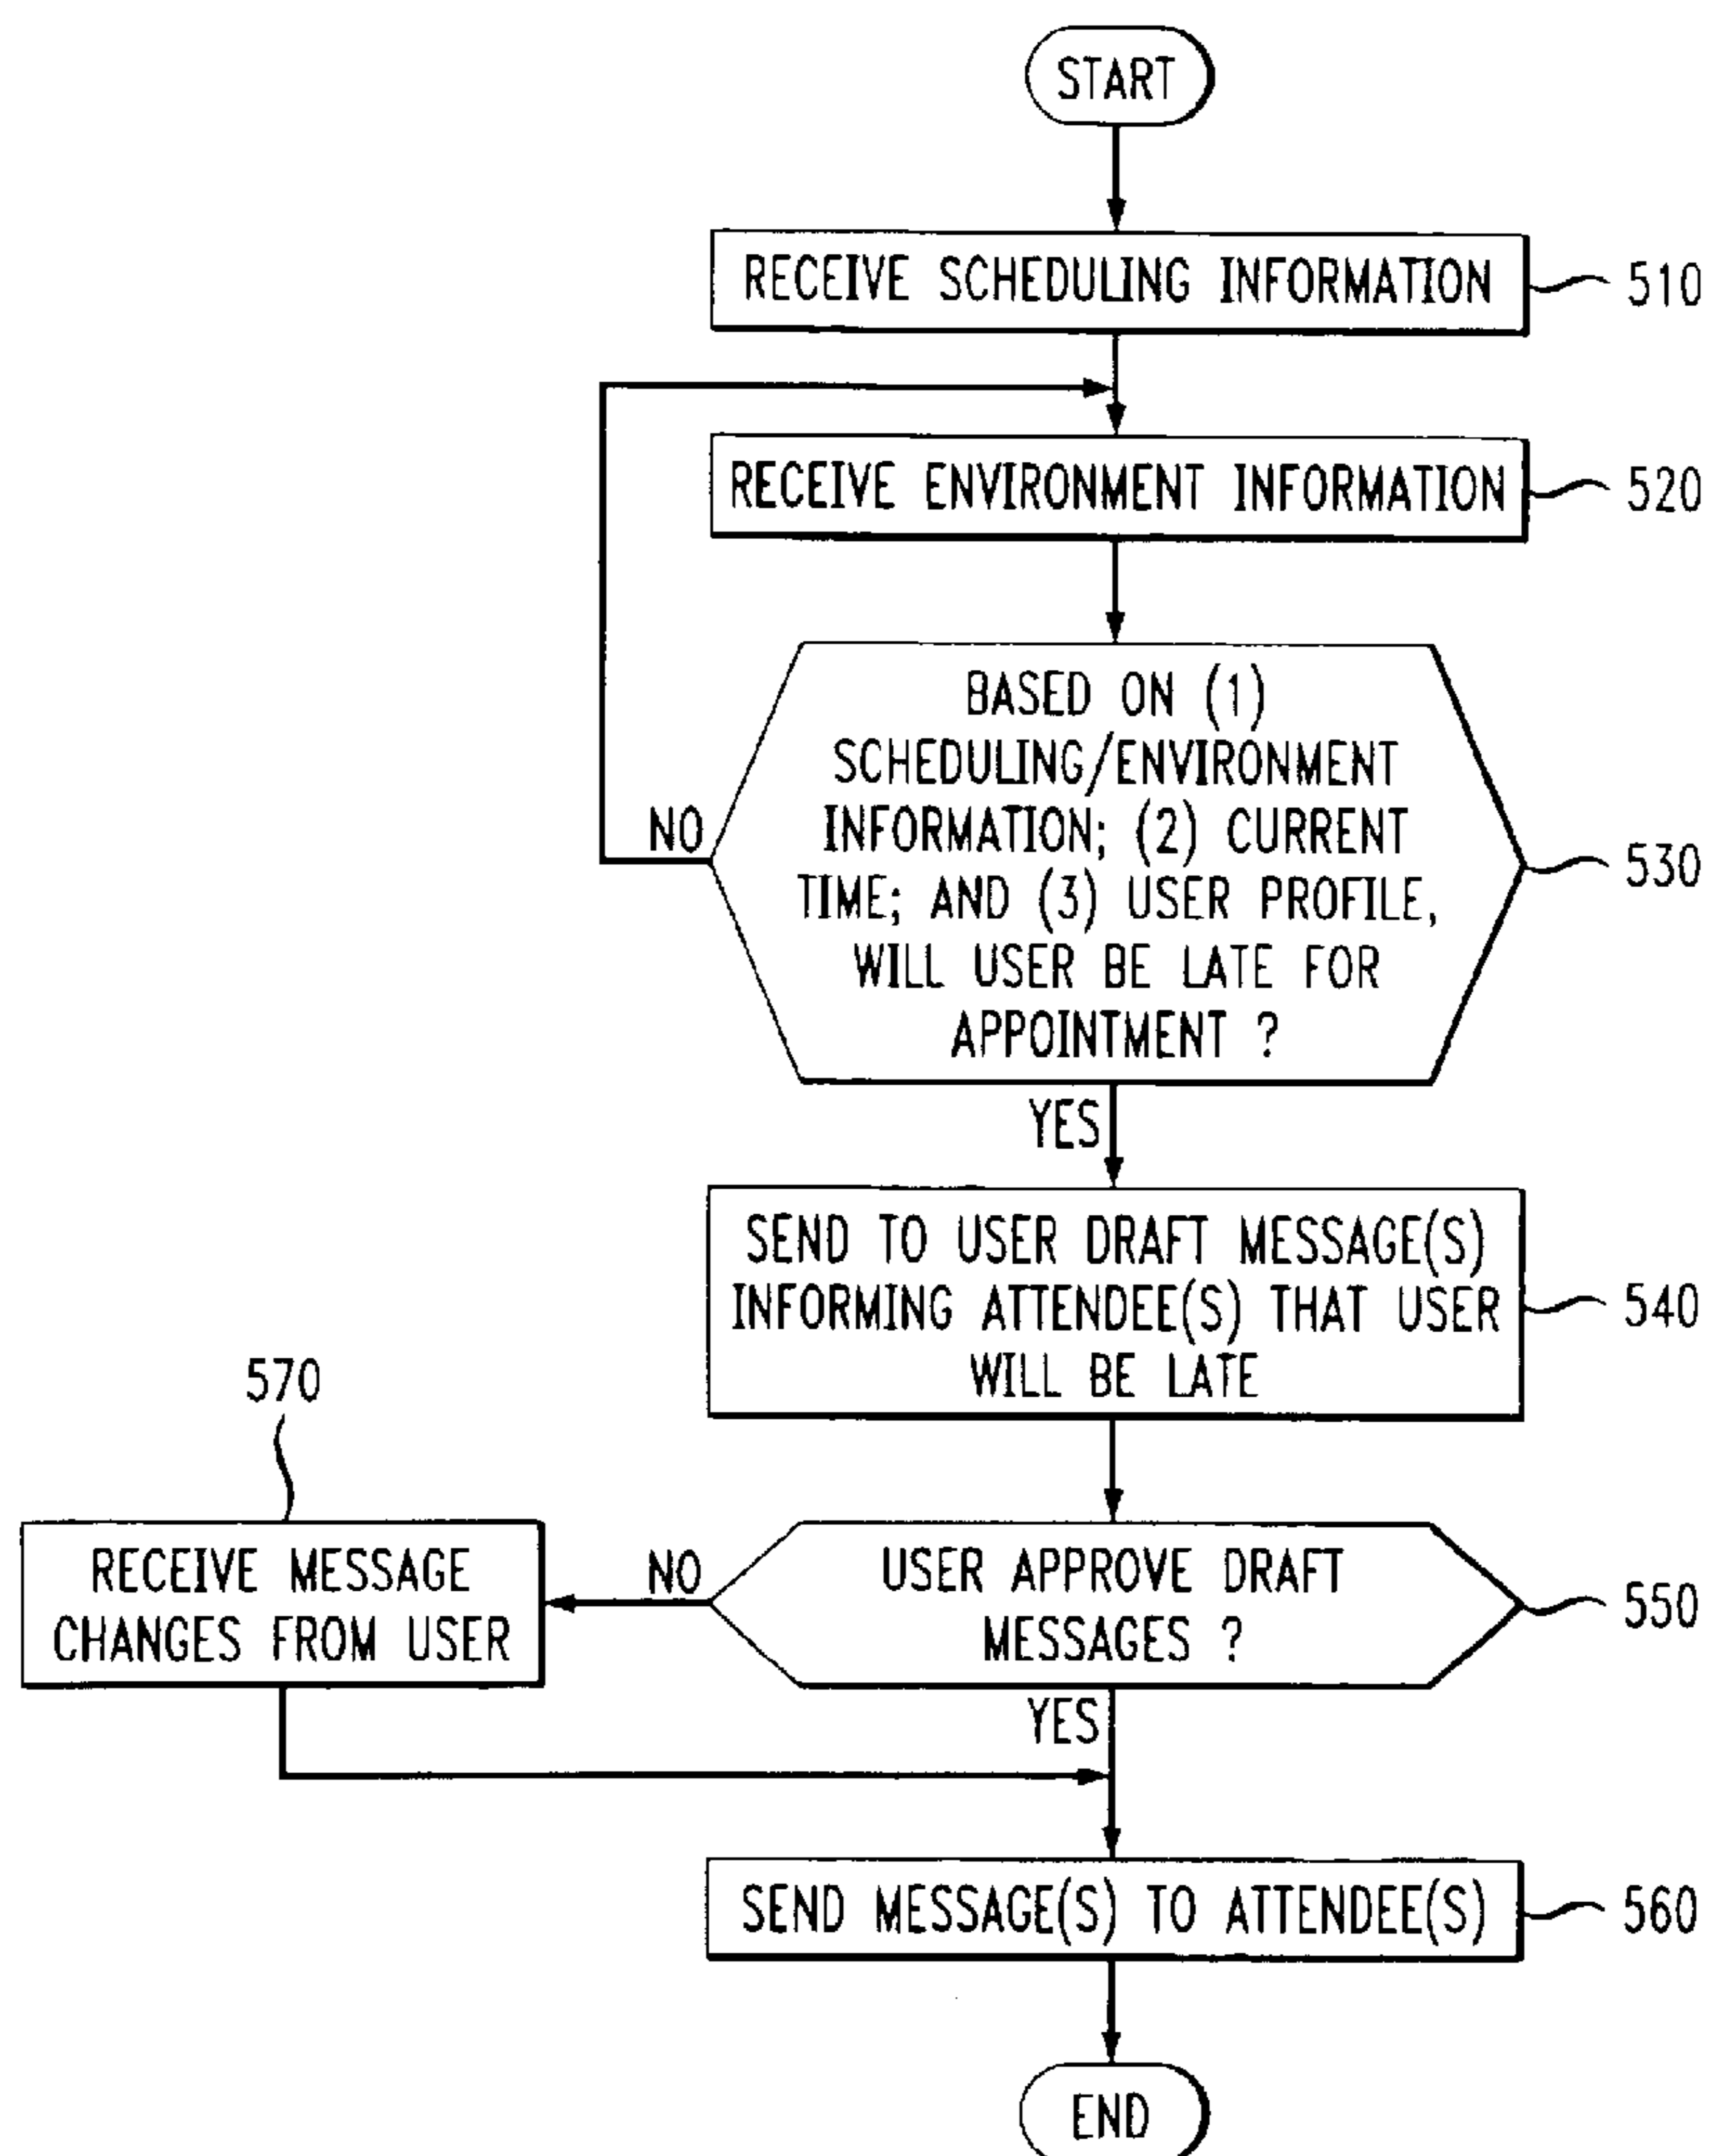 START
RECEIVE SCHEDULING INFORMATION
510
RECEIVE ENVIRONMENT INFORMATION
520
BASED ON (1)
SCHEDULING/ENVIRONMENT
INFORMATION; (2) CURRENT
TIME; AND (3) USER PROFILE,
WILL USER BE LATE FOR
APPOINTMENT ?
530
NO
YES
SEND TO USER DRAFT MESSAGE(S)
INFORMING ATTENDEE(S) THAT USER
WILL BE LATE
540
USER APPROVE DRAFT
MESSAGES ?
550
NO
570
RECEIVE MESSAGE
CHANGES FROM USER
YES
SEND MESSAGE(S) TO ATTENDEE(S)
560
END